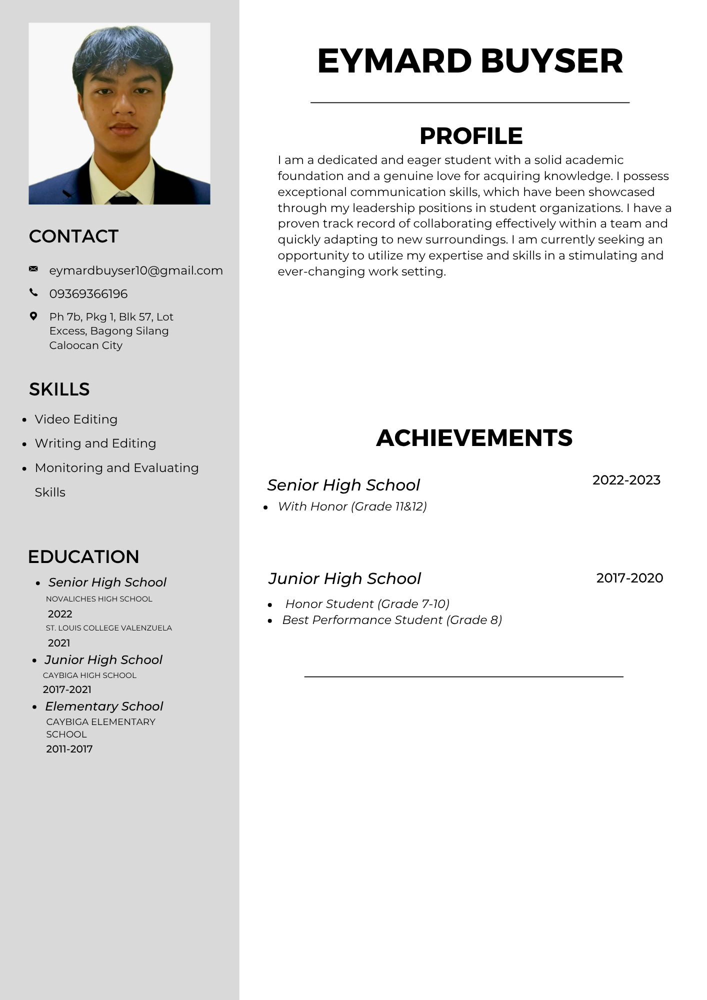 EYMARD BUYSER
PROFILE
I am a dedicated and eager student with a solid academic
foundation and a genuine love for acquiring knowledge. I possess
exceptional communication skills, which have been showcased
through my leadership positions in student organizations. I have a
proven track record of collaborating effectively within a team and
quickly adapting to new surroundings. I am currently seeking an
opportunity to utilize my expertise and skills in a stimulating and
ever-changing work setting.
CONTACT
eymardbuyser10@gmail.com
09369366196
Ph 7b, Pkg 1, Blk 57, Lot
Excess, Bagong Silang
Caloocan City
SKILLS
• Video Editing
• Writing and Editing
• Monitoring and Evaluating
Skills
EDUCATION
• Senior High School
NOVALICHES HIGH SCHOOL
2022
ST. LOUIS COLLEGE VALENZUELA
2021
• Junior High School
CAYBIGA HIGH SCHOOL
2017-2021
• Elementary School
CAYBIGA ELEMENTARY
SCHOOL
2011-2017
ACHIEVEMENTS
Senior High School 2022-2023
• With Honor (Grade 11&12)
Junior High School 2017-2020
• Honor Student (Grade 7-10)
• Best Performance Student (Grade 8)